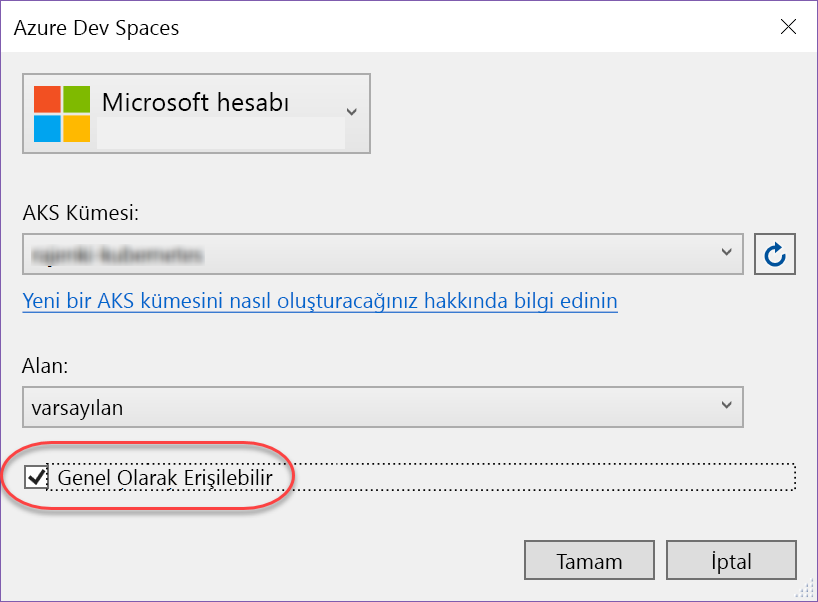 Azure Dev Spaces
Microsoft hesabı
AKS Kümesi:
Yeni bir AKS kümesini nasıl oluşturacağınız hakkında bilgi edinin
Alan:
varsayılan
Genel Olarak Erişilebilir
Tamam
İptal